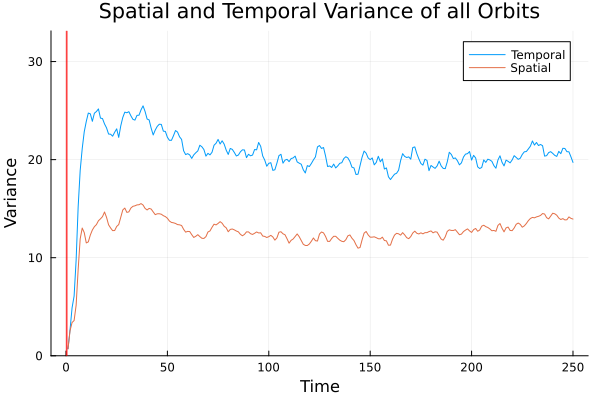 Spatial and Temporal Variance of all Orbits
Variance
30
20
10
0
Temporal
Spatial
0 50 100 150 200 250
Time